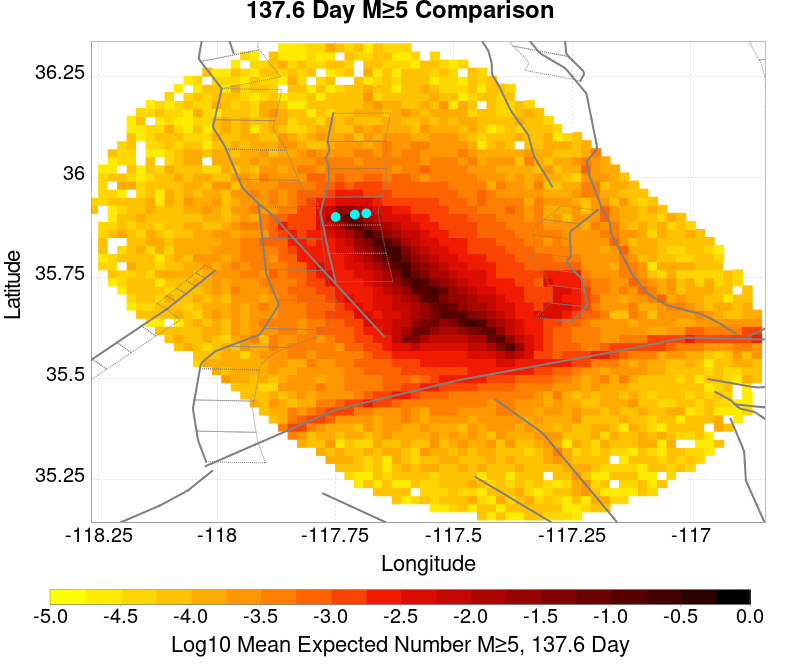 137.6 Day M≥5 Comparison
36.25
36
35.75
35.5
35.25
Latitude
-118.25 -118 -117.75 -117.5 -117.25 -117
Longitude
-5.0 -4.5 -4.0 -3.5 -3.0 -2.5 -2.0 -1.5 -1.0 -0.5 0.0
Log10 Mean Expected Number M≥5, 137.6 Day